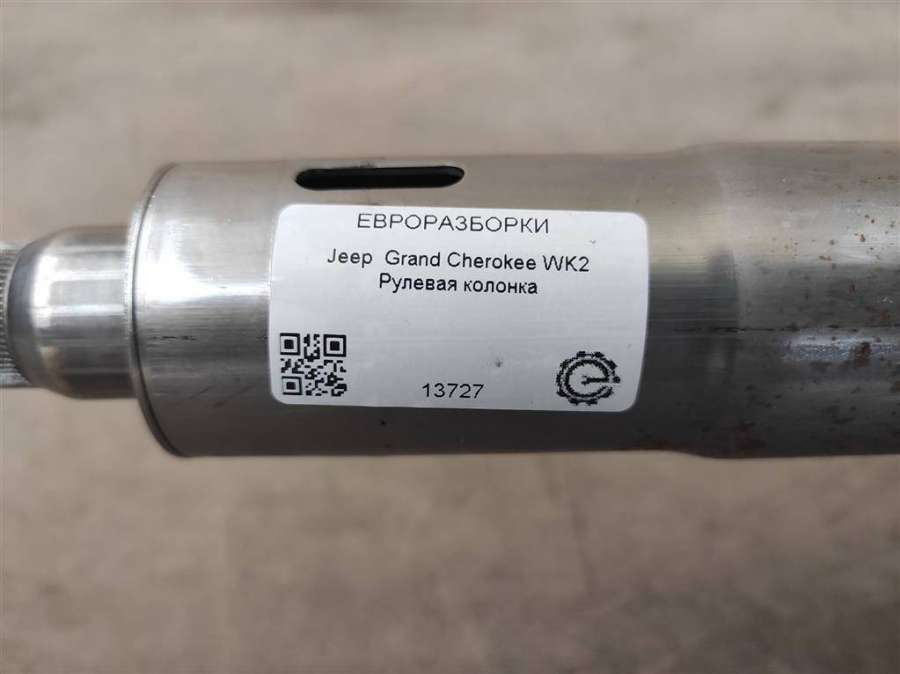 ЕВРОРАЗБОРКИ
Jeep Grand Cherokee WK2
Рулевая колонка
13727